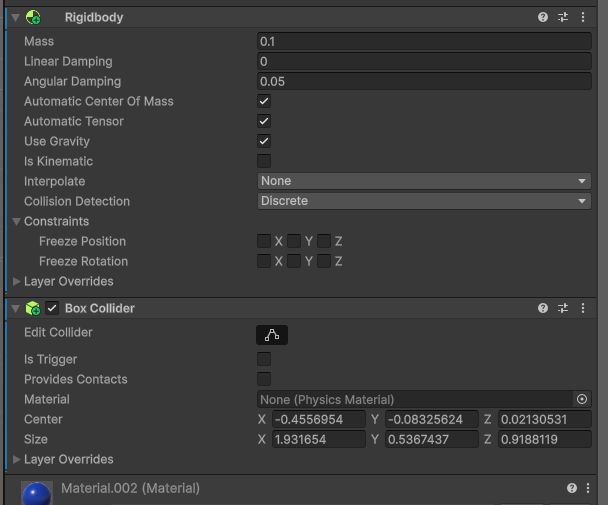 Rigidbody
Mass 0.1
Linear Damping 0
Angular Damping 0.05
Automatic Center Of Mass
Automatic Tensor
Use Gravity
Is Kinematic
Interpolate None
Collision Detection Discrete
Constraints
Freeze Position X Y Z
Freeze Rotation X Y Z
Layer Overrides
Box Collider
Edit Collider
Is Trigger
Provides Contacts
Material None (Physics Material)
Center X -0.4556954 Y -0.08325624 Z 0.02130531
Size X 1.931654 Y 0.5367437 Z 0.9188119
Layer Overrides
Material.002 (Material)